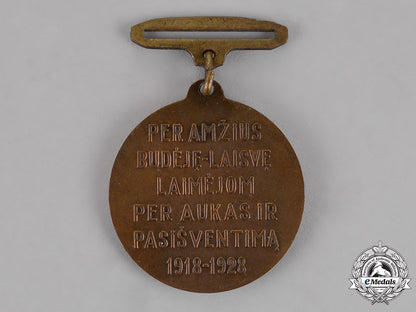 PER AMŽIUS
BUDĖJĘ-LAISVĘ
LAIMĖJOM
PER AUKAS IR
PASIŠVENTIMĄ
1918-1928
eMedals